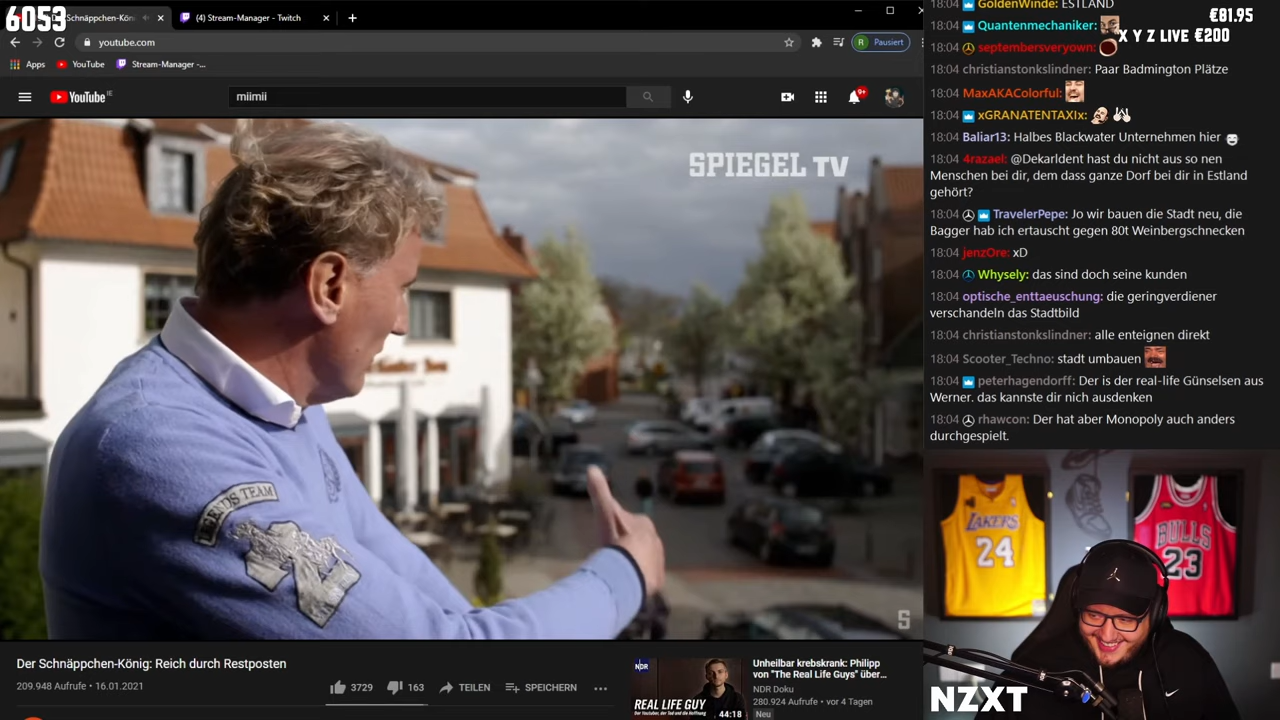 6053
Der Schnäppchen-Köni
(4) Stream-Manager - Twitch
youtube.com
Pausiert
Apps
YouTube
Stream-Manager -...
YouTube IE
miimii
9+
SPIEGEL TV
LEEDS TEAM
S
Der Schnäppchen-König: Reich durch Restposten
209.948 Aufrufe • 16.01.2021
3729
163
TEILEN
SPEICHERN
NDR
REAL LIFE GUY
44:18
Unheilbar krebskrank: Philipp
von "The Real Life Guys" über...
NDR Doku
280.924 Aufrufe • vor 4 Tagen
Neu
€81.95
X Y Z LIVE €200
18:04 GoldenWinde: ESTLAND
18:04 Quantenmechaniker:
18:04 septembersveryown:
18:04 christianstonkslindner: Paar Badmington Plätze
18:04 MaxAKAColorful:
18:04 xGRANATENTAXIx:
18:04 Baliar13: Halbes Blackwater Unternehmen hier
18:04 4razael: @Dekarldent hast du nicht aus so nen
Menschen bei dir, dem dass ganze Dorf bei dir in Estland
gehört?
18:04 TravelerPepe: Jo wir bauen die Stadt neu, die
Bagger hab ich ertauscht gegen 80t Weinbergschnecken
18:04 jenzOre: xD
18:04 Whysely: das sind doch seine kunden
18:04 optische_enttaeuschung: die geringverdiener
verschandeln das Stadtbild
18:04 christianstonkslindner: alle enteignen direkt
18:04 Scooter_Techno: stadt umbauen
18:04 peterhagendorff: Der is der real-life Günselsen aus
Werner. das kannste dir nich ausdenken
18:04 rhawcon: Der hat aber Monopoly auch anders
durchgespielt.
LAKERS
24
BULLS
23
NZXT